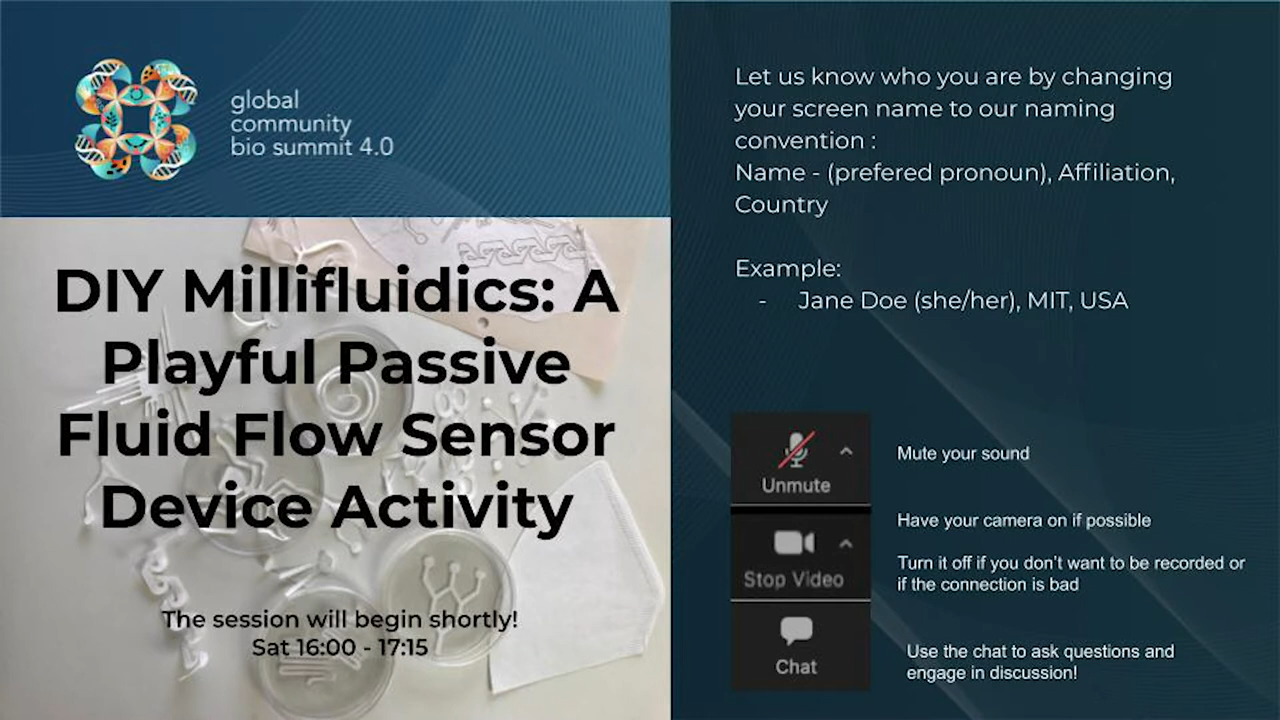 global
community
bio summit 4.0
DIY Millifluidics: A
Playful Passive
Fluid Flow Sensor
Device Activity
The session will begin shortly!
Sat 16:00 - 17:15
Let us know who you are by changing
your screen name to our naming
convention :
Name - (prefered pronoun), Affiliation,
Country
Example:
- Jane Doe (she/her), MIT, USA
Unmute
Mute your sound
Stop Video
Have your camera on if possible
Turn it off if you don’t want to be recorded or
if the connection is bad
Chat
Use the chat to ask questions and
engage in discussion!